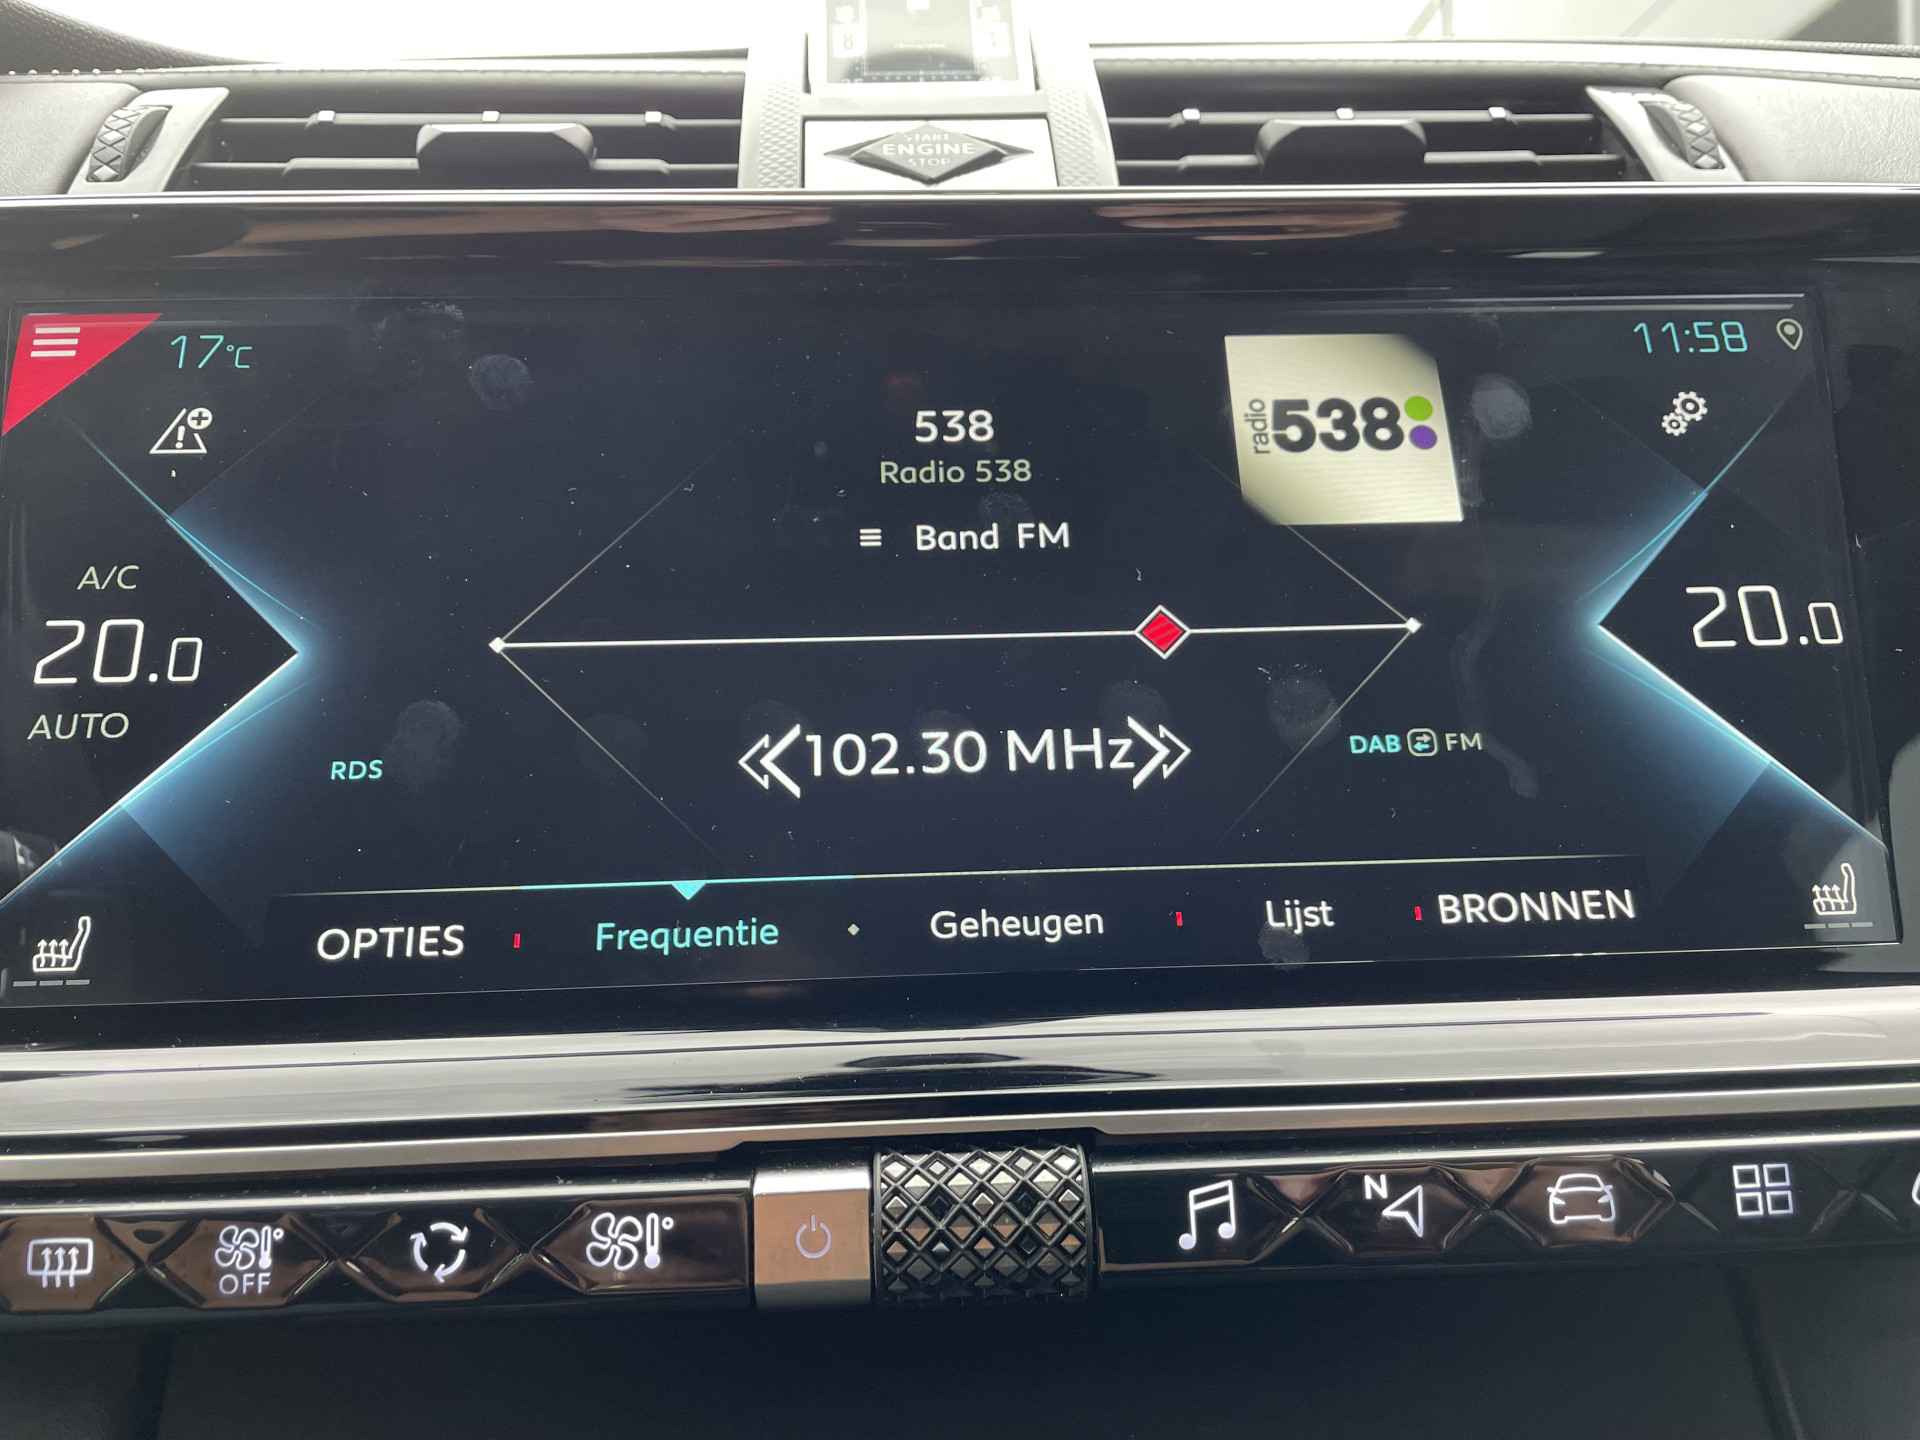 START
ENGINE
STOP
17°C
11:58
538
Radio 538
radio 538
Band FM
A/C
20.0
AUTO
20.0
102.30 MHz
RDS
DAB FM
OPTIES
Frequentie
Geheugen
Lijst
BRONNEN
OFF
N